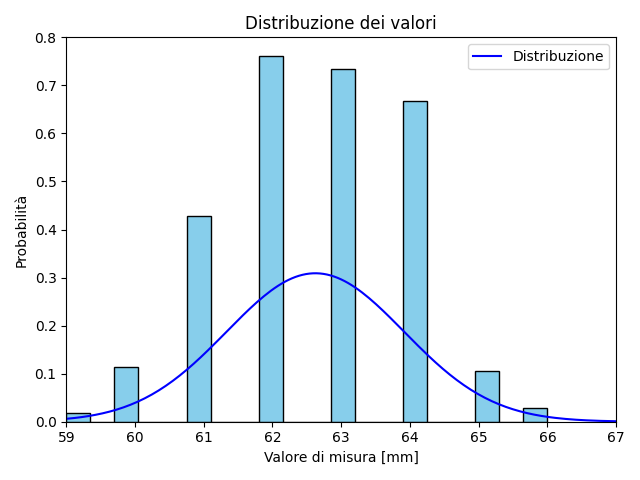 Distribuzione dei valori
Distribuzione
Probabilità
0.8
0.7
0.6
0.5
0.4
0.3
0.2
0.1
0.0
59 60 61 62 63 64 65 66 67
Valore di misura [mm]